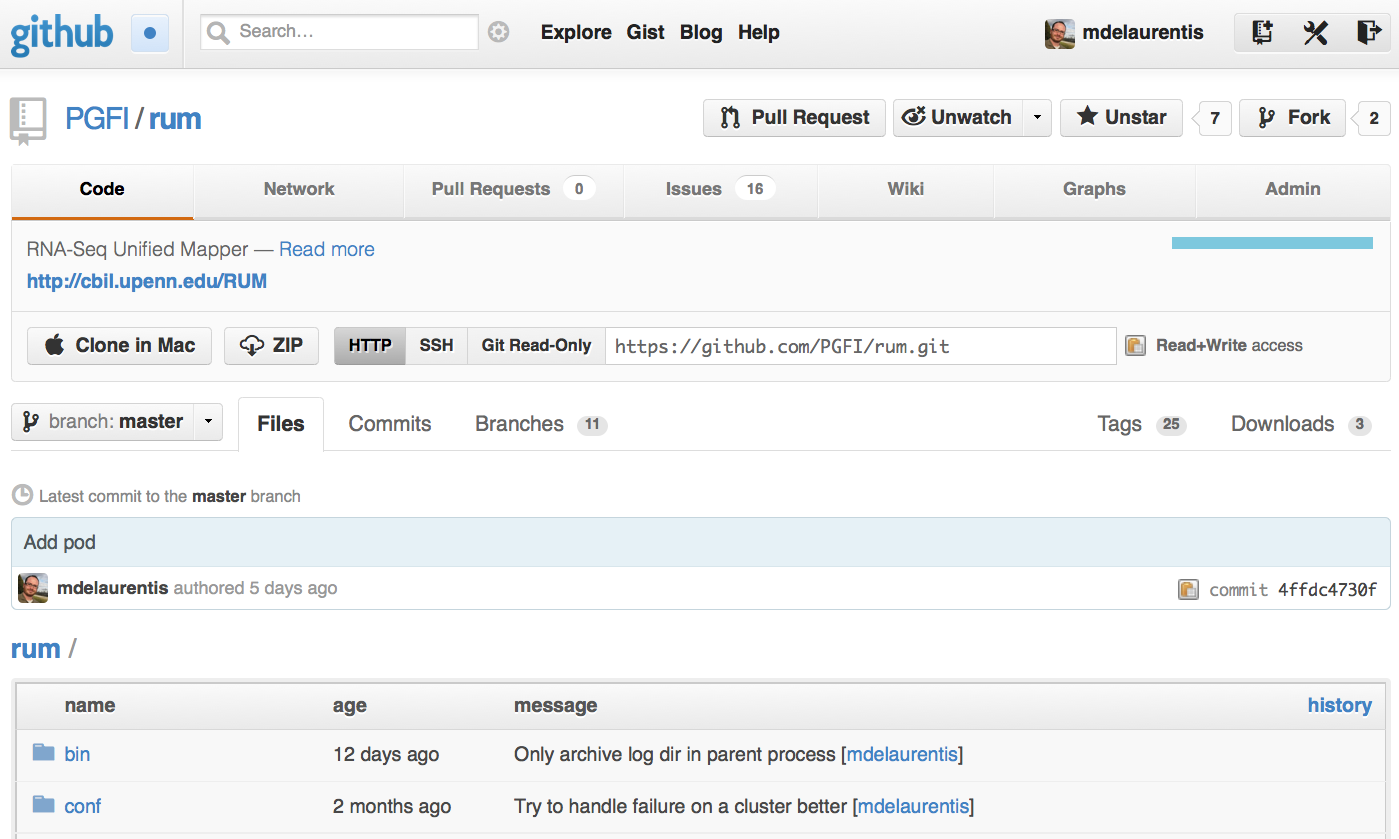 github Search... Explore Gist Blog Help mdelaurentis
PGFI / rum Pull Request Unwatch Unstar 7 Fork 2
Code Network Pull Requests 0 Issues 16 Wiki Graphs Admin
RNA-Seq Unified Mapper — Read more
http://cbil.upenn.edu/RUM
Clone in Mac ZIP HTTP SSH Git Read-Only https://github.com/PGFI/rum.git Read+Write access
branch: master Files Commits Branches 11 Tags 25 Downloads 3
Latest commit to the master branch
Add pod
mdelaurentis authored 5 days ago commit 4ffdc4730f
rum /
name age message history
bin 12 days ago Only archive log dir in parent process [mdelaurentis]
conf 2 months ago Try to handle failure on a cluster better [mdelaurentis]